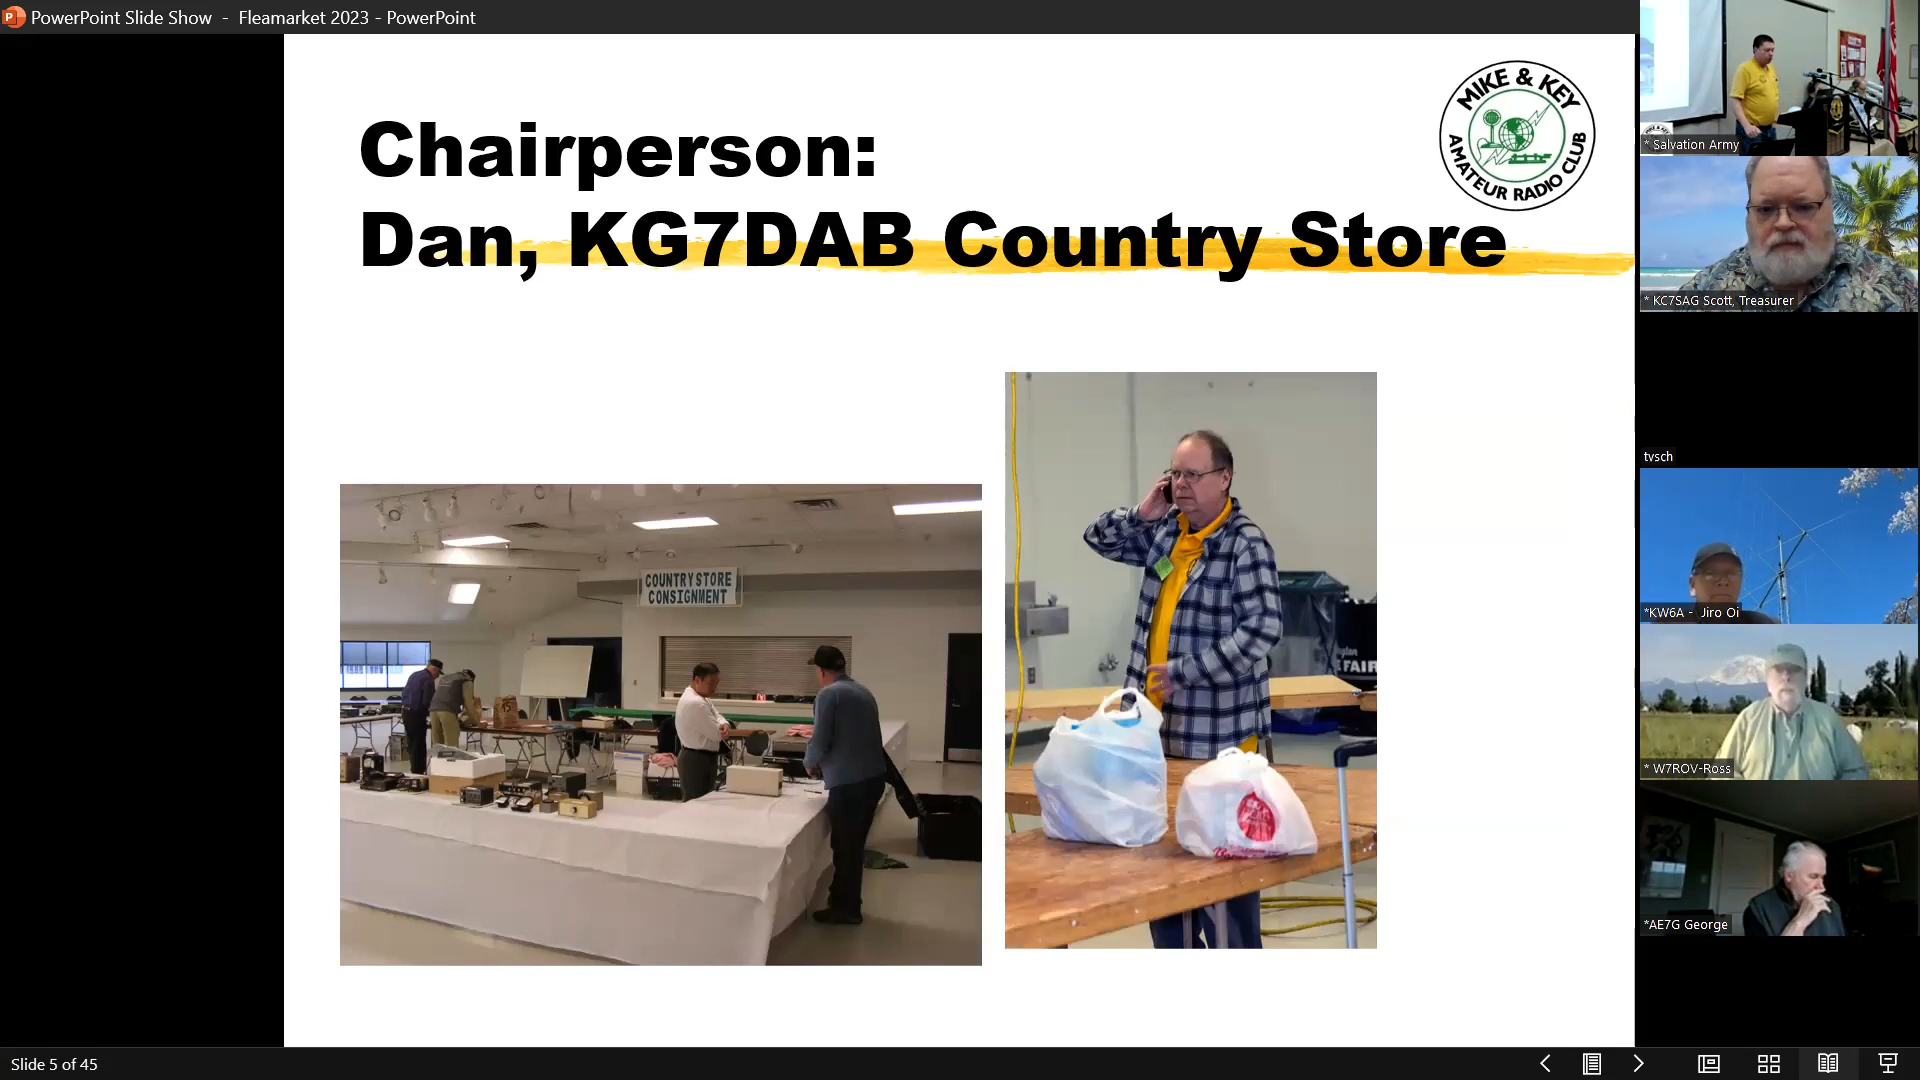 PowerPoint Slide Show - Fleamarket 2023 - PowerPoint
Chairperson:
Dan, KG7DAB Country Store
MIKE & KEY
AMATEUR RADIO CLUB
COUNTRY STORE
CONSIGNMENT
FAIR
* Salvation Army
* KC7SAG Scott, Treasurer
tvsch
*KW6A - Jiro Oi
* W7ROV-Ross
*AE7G George
Slide 5 of 45